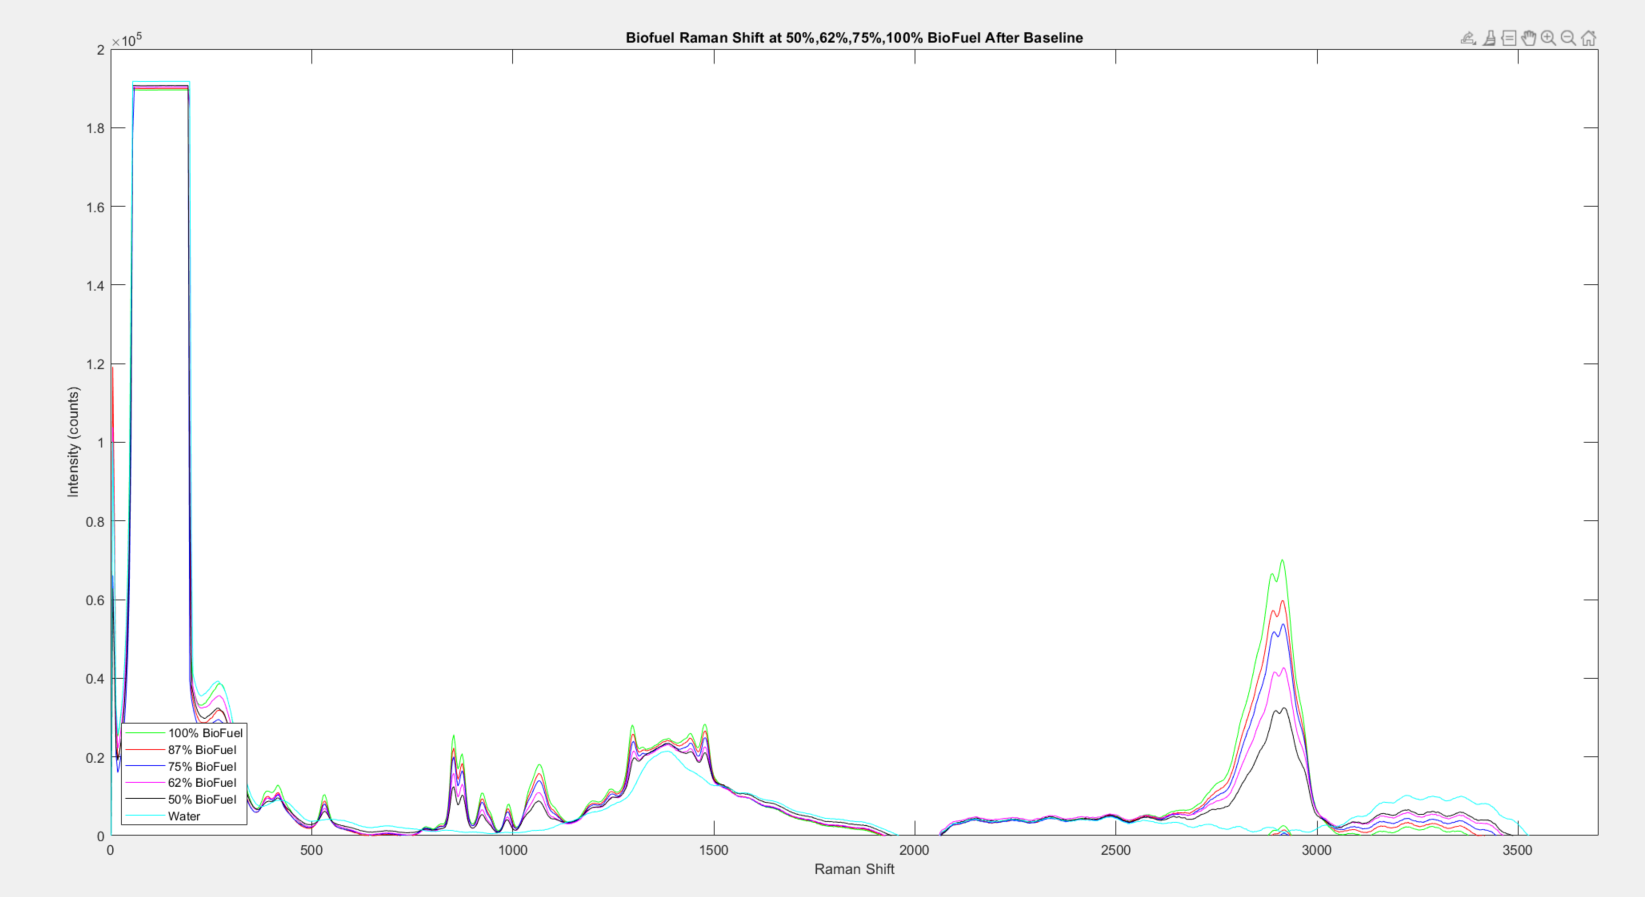 Biofuel Raman Shift at 50%,62%,75%,100% BioFuel After Baseline
×10⁵
2
1.8
1.6
1.4
1.2
1
0.8
0.6
0.4
0.2
0
Intensity (counts)
100% BioFuel
87% BioFuel
75% BioFuel
62% BioFuel
50% BioFuel
Water
0 500 1000 1500 2000 2500 3000 3500
Raman Shift